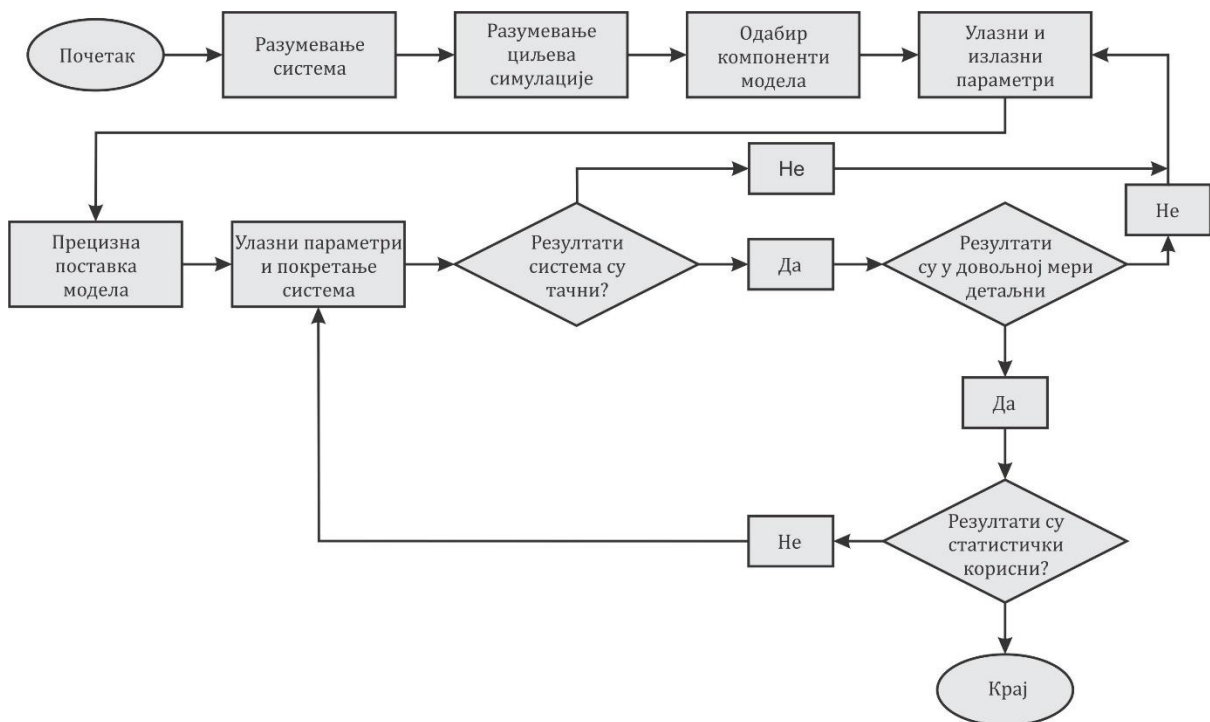 Почетак
Разумевање
система
Разумевање
циљева
симулације
Одабир
компоненти
модела
Улазни и
излазни
параметри
Не
Не
Прецизна
поставка
модела
Улазни параметри
и покретање
система
Резултати
система су
тачни?
Да
Резултати
су у довољној мери
детаљни
Да
Не
Резултати су
статистички
корисни?
Крај